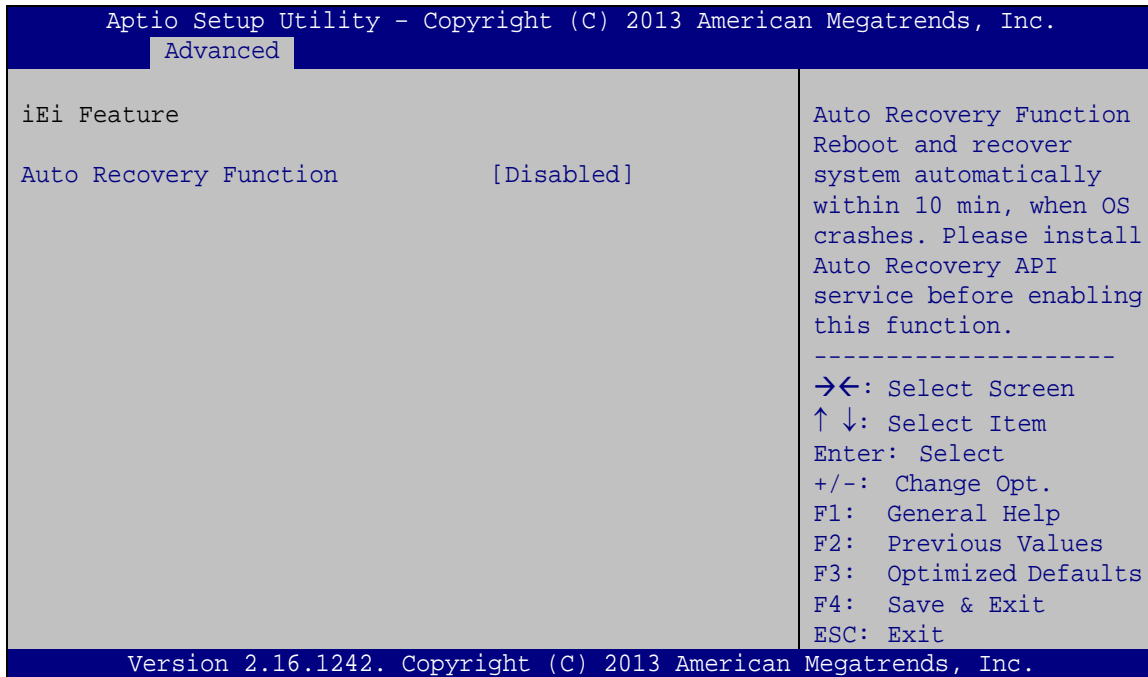 Aptio Setup Utility – Copyright (C) 2013 American Megatrends, Inc.
Advanced
iEi Feature
Auto Recovery Function [Disabled]
Auto Recovery Function
Reboot and recover
system automatically
within 10 min, when OS
crashes. Please install
Auto Recovery API
service before enabling
this function.
---------------------
→←: Select Screen
↑ ↓: Select Item
Enter: Select
+/-: Change Opt.
F1: General Help
F2: Previous Values
F3: Optimized Defaults
F4: Save & Exit
ESC: Exit
Version 2.16.1242. Copyright (C) 2013 American Megatrends, Inc.